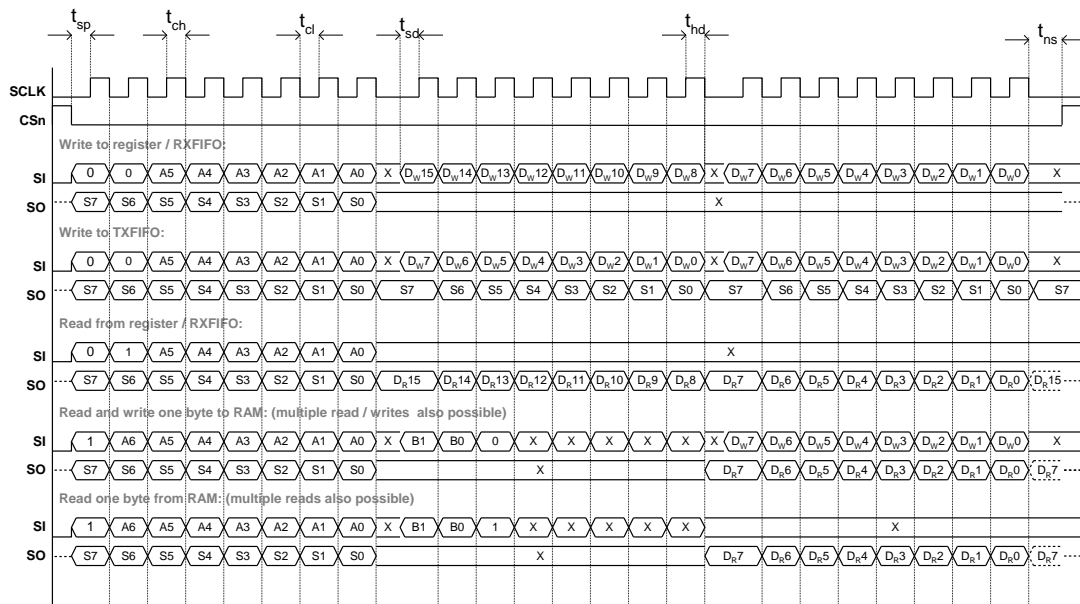 tsp tch tcl tsd thd tns
SCLK
CSn
Write to register / RXFIFO:
SI 0 0 A5 A4 A3 A2 A1 A0 X DW15 DW14 DW13 DW12 DW11 DW10 DW9 DW8 X DW7 DW6 DW5 DW4 DW3 DW2 DW1 DW0 X
SO S7 S6 S5 S4 S3 S2 S1 S0 X
Write to TXFIFO:
SI 0 0 A5 A4 A3 A2 A1 A0 X DW7 DW6 DW5 DW4 DW3 DW2 DW1 DW0 X DW7 DW6 DW5 DW4 DW3 DW2 DW1 DW0 X
SO S7 S6 S5 S4 S3 S2 S1 S0 S7 S6 S5 S4 S3 S2 S1 S0 S7 S6 S5 S4 S3 S2 S1 S0 S7
Read from register / RXFIFO:
SI 0 1 A5 A4 A3 A2 A1 A0 X
SO S7 S6 S5 S4 S3 S2 S1 S0 DR15 DR14 DR13 DR12 DR11 DR10 DR9 DR8 DR7 DR6 DR5 DR4 DR3 DR2 DR1 DR0 DR15
Read and write one byte to RAM: (multiple read / writes also possible)
SI 1 A6 A5 A4 A3 A2 A1 A0 X B1 B0 0 X X X X X X DW7 DW6 DW5 DW4 DW3 DW2 DW1 DW0 X
SO S7 S6 S5 S4 S3 S2 S1 S0 X DR7 DR6 DR5 DR4 DR3 DR2 DR1 DR0 DR7
Read one byte from RAM: (multiple reads also possible)
SI 1 A6 A5 A4 A3 A2 A1 A0 X B1 B0 1 X X X X X X
SO S7 S6 S5 S4 S3 S2 S1 S0 X DR7 DR6 DR5 DR4 DR3 DR2 DR1 DR0 DR7